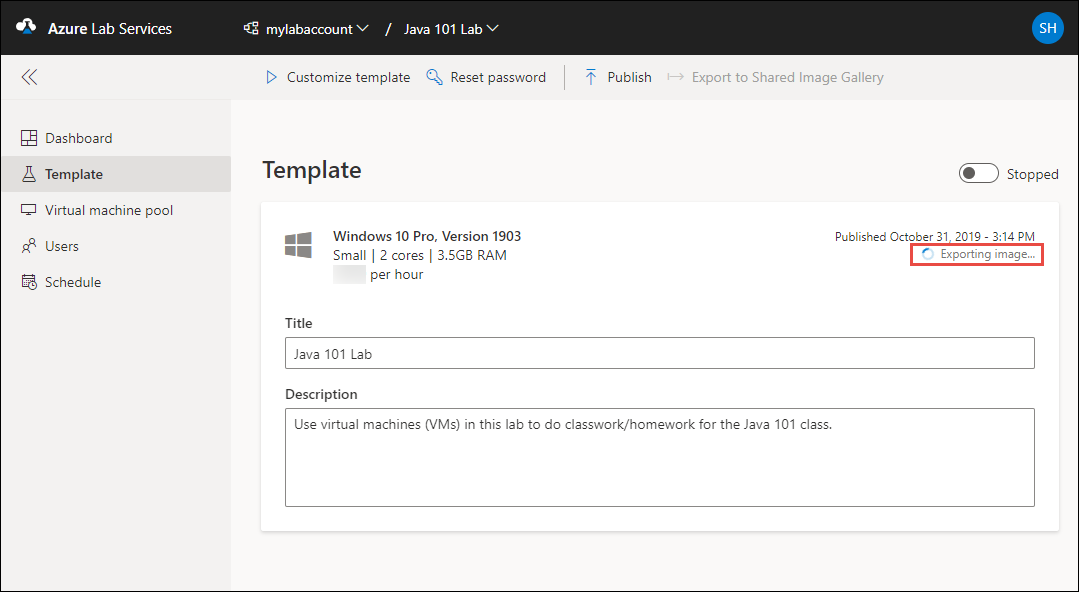 Azure Lab Services mylabaccount / Java 101 Lab SH
Customize template Reset password Publish Export to Shared Image Gallery
Dashboard
Template
Virtual machine pool
Users
Schedule
Template
Stopped
Windows 10 Pro, Version 1903
Small | 2 cores | 3.5GB RAM
per hour
Published October 31, 2019 - 3:14 PM
Exporting image...
Title
Java 101 Lab
Description
Use virtual machines (VMs) in this lab to do classwork/homework for the Java 101 class.